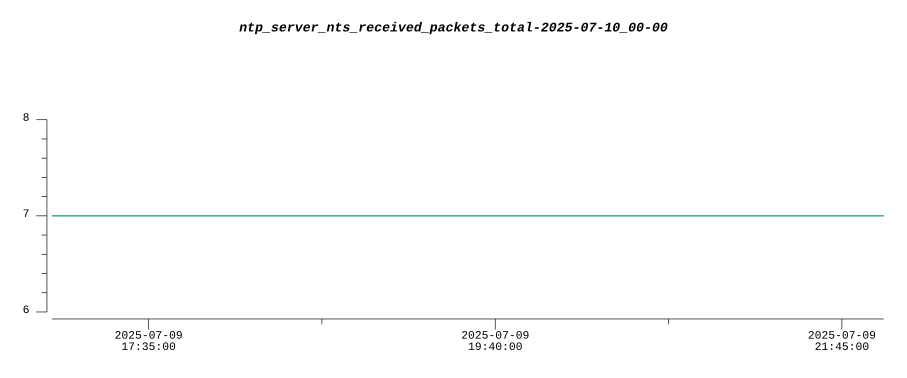 ntp_server_nts_received_packets_total-2025-07-10_00-00
8
7
6
2025-07-09 2025-07-09 2025-07-09
17:35:00 19:40:00 21:45:00